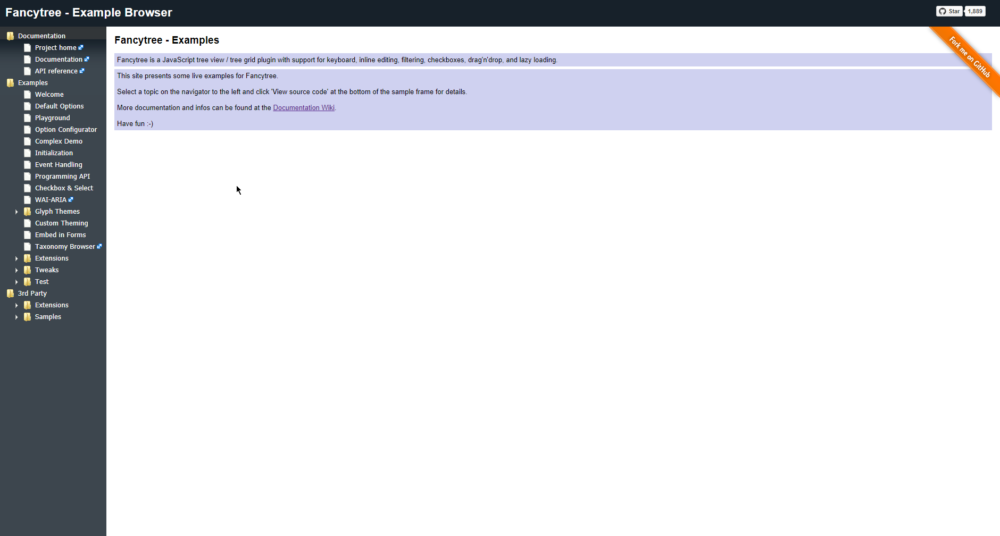 Fancytree - Example Browser
Star 1,889
Documentation
Project home
Documentation
API reference
Examples
Welcome
Default Options
Playground
Option Configurator
Complex Demo
Initialization
Event Handling
Programming API
Checkbox & Select
WAI-ARIA
Glyph Themes
Custom Theming
Embed in Forms
Taxonomy Browser
Extensions
Tweaks
Test
3rd Party
Extensions
Samples
Fancytree - Examples
Fancytree is a JavaScript tree view / tree grid plugin with support for keyboard, inline editing, filtering, checkboxes, drag'n'drop, and lazy loading.
This site presents some live examples for Fancytree.
Select a topic on the navigator to the left and click 'View source code' at the bottom of the sample frame for details.
More documentation and infos can be found at the Documentation Wiki.
Have fun :-)
Fork me on GitHub